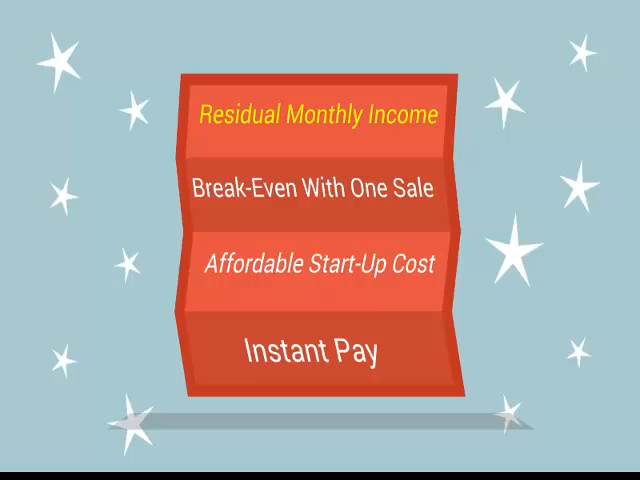 Residual Monthly Income
Break-Even With One Sale
Affordable Start-Up Cost
Instant Pay